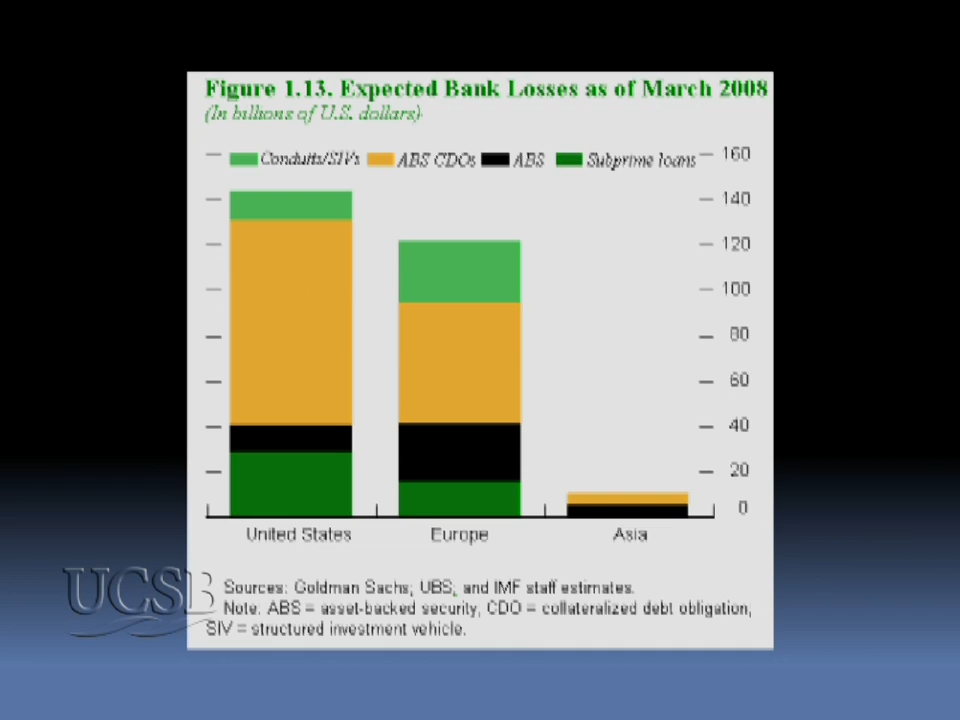 Figure 1.13. Expected Bank Losses as of March 2008
(In billions of U.S. dollars)
Conduits/SIVs ABS CDOs ABS Subprime loans
160
140
120
100
80
60
40
20
0
United States Europe Asia
Sources: Goldman Sachs; UBS; and IMF staff estimates.
Note: ABS = asset-backed security, CDO = collateralized debt obligation,
SIV = structured investment vehicle.
UCSB